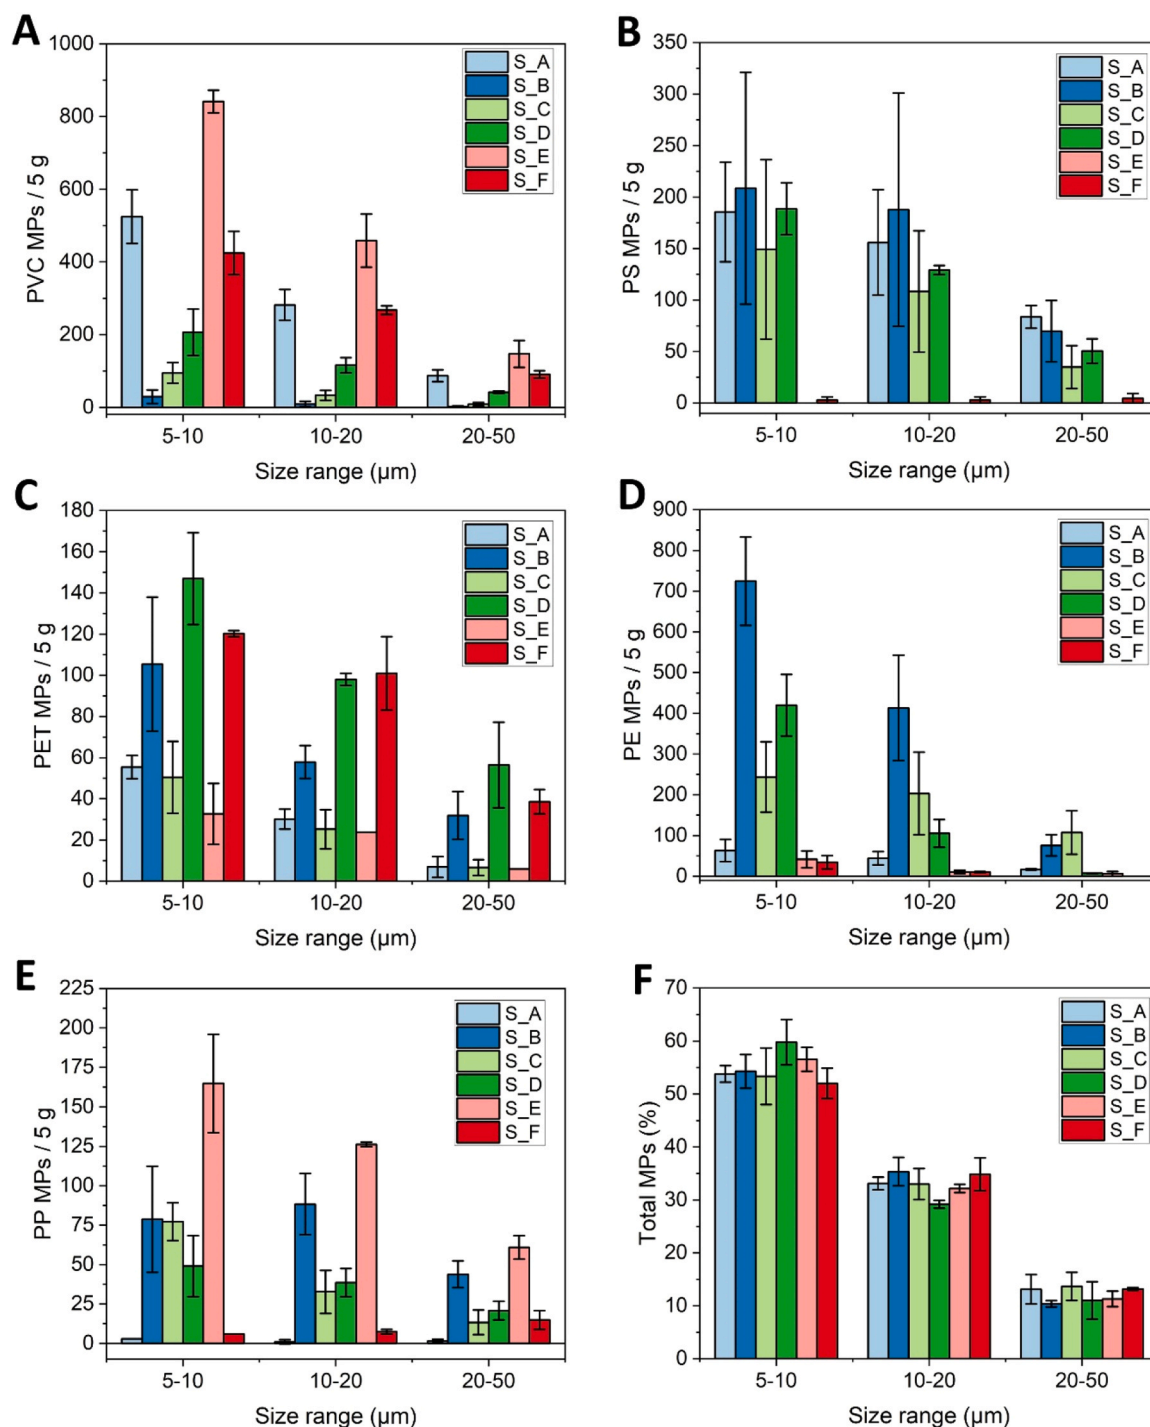 A
PVC MPs / 5 g
1000
800
600
400
200
0
S_A
S_B
S_C
S_D
S_E
S_F
5-10
10-20
20-50
Size range (µm)
B
PS MPs / 5 g
350
300
250
200
150
100
50
0
S_A
S_B
S_C
S_D
S_E
S_F
5-10
10-20
20-50
Size range (µm)
C
PET MPs / 5 g
180
160
140
120
100
80
60
40
20
0
S_A
S_B
S_C
S_D
S_E
S_F
5-10
10-20
20-50
Size range (µm)
D
PE MPs / 5 g
900
800
700
600
500
400
300
200
100
0
S_A
S_B
S_C
S_D
S_E
S_F
5-10
10-20
20-50
Size range (µm)
E
PP MPs / 5 g
225
200
175
150
125
100
75
50
25
0
S_A
S_B
S_C
S_D
S_E
S_F
5-10
10-20
20-50
Size range (µm)
F
Total MPs (%)
70
60
50
40
30
20
10
0
S_A
S_B
S_C
S_D
S_E
S_F
5-10
10-20
20-50
Size range (µm)